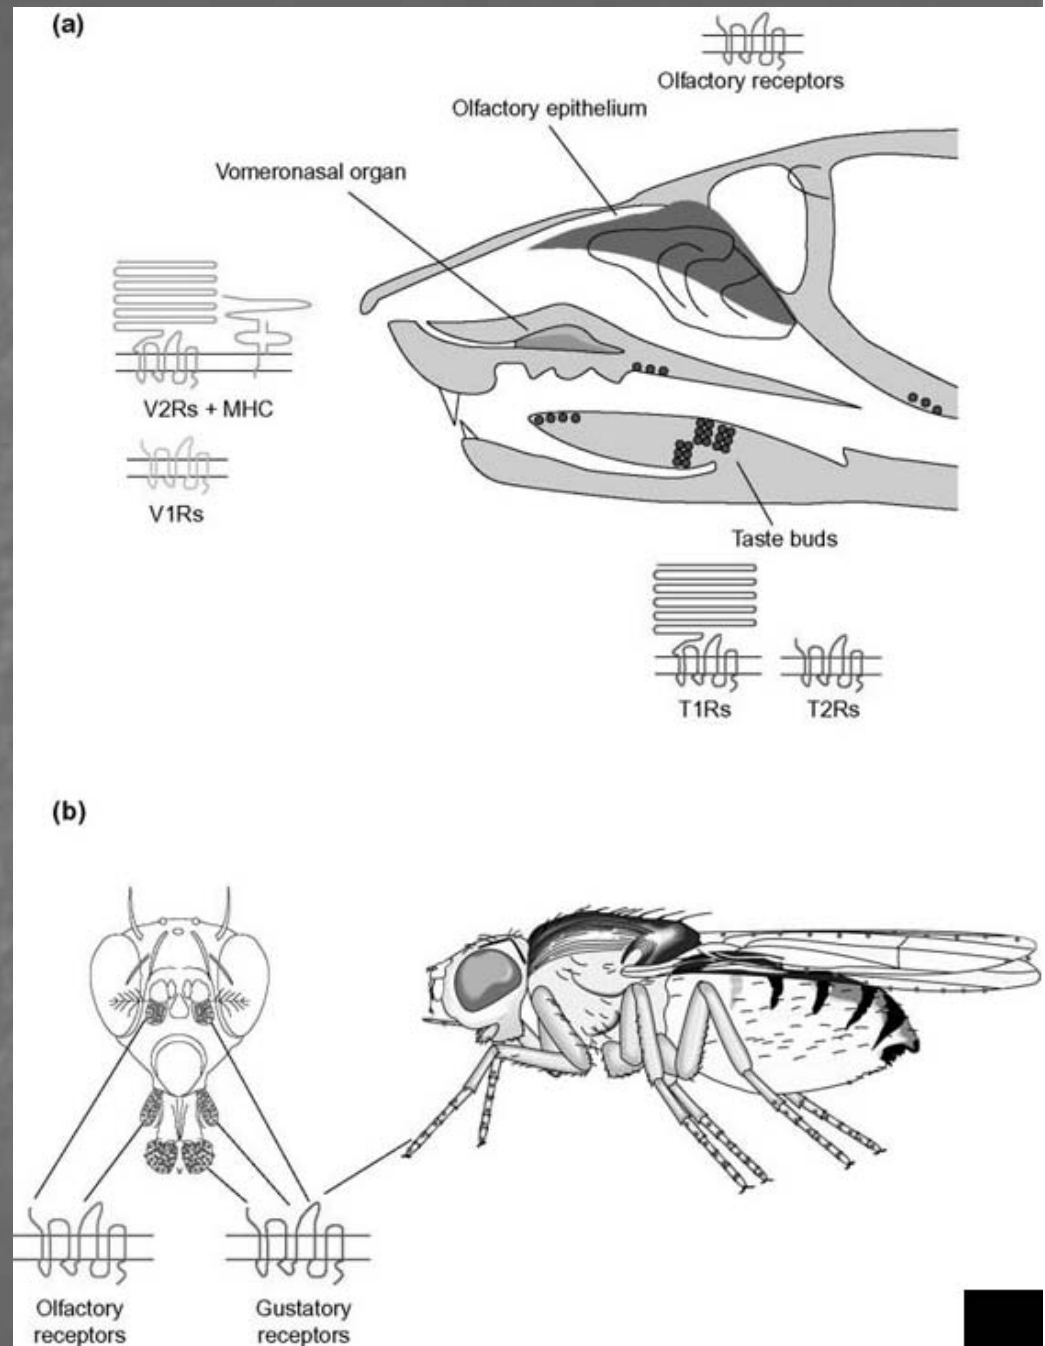 (a)
Olfactory receptors
Olfactory epithelium
Vomeronasal organ
V2Rs + MHC
V1Rs
Taste buds
T1Rs
T2Rs
(b)
Olfactory
receptors
Gustatory
receptors